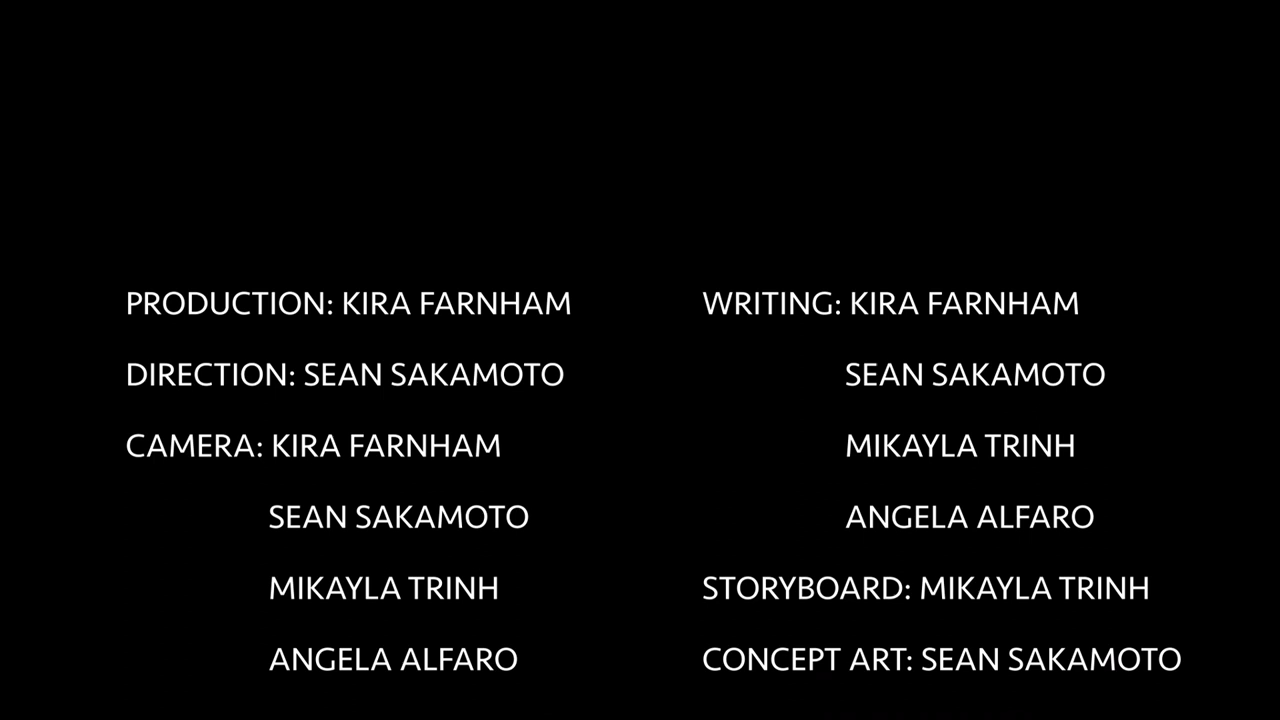 PRODUCTION: KIRA FARNHAM
DIRECTION: SEAN SAKAMOTO
CAMERA: KIRA FARNHAM
SEAN SAKAMOTO
MIKAYLA TRINH
ANGELA ALFARO
WRITING: KIRA FARNHAM
SEAN SAKAMOTO
MIKAYLA TRINH
ANGELA ALFARO
STORYBOARD: MIKAYLA TRINH
CONCEPT ART: SEAN SAKAMOTO